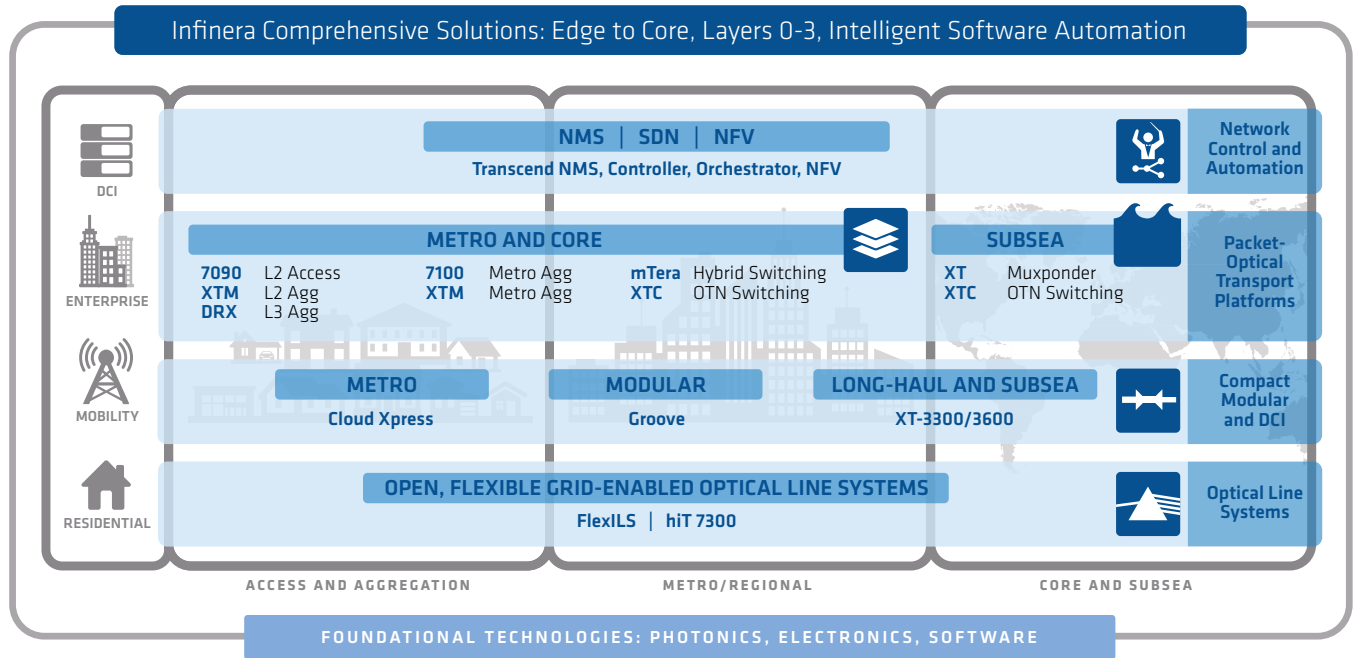 Infinera Comprehensive Solutions: Edge to Core, Layers 0-3, Intelligent Software Automation
DCI
ENTERPRISE
MOBILITY
RESIDENTIAL
NMS | SDN | NFV
Transcend NMS, Controller, Orchestrator, NFV
Network
Control and
Automation
METRO AND CORE
7090 L2 Access
XTM L2 Agg
DRX L3 Agg
7100 Metro Agg
XTM Metro Agg
mTera Hybrid Switching
XTC OTN Switching
SUBSEA
XT Muxponder
XTC OTN Switching
Packet-
Optical
Transport
Platforms
METRO
Cloud Xpress
MODULAR
Groove
LONG-HAUL AND SUBSEA
XT-3300/3600
Compact
Modular
and DCI
OPEN, FLEXIBLE GRID-ENABLED OPTICAL LINE SYSTEMS
FlexILS | hiT 7300
Optical Line
Systems
ACCESS AND AGGREGATION
METRO/REGIONAL
CORE AND SUBSEA
FOUNDATIONAL TECHNOLOGIES: PHOTONICS, ELECTRONICS, SOFTWARE